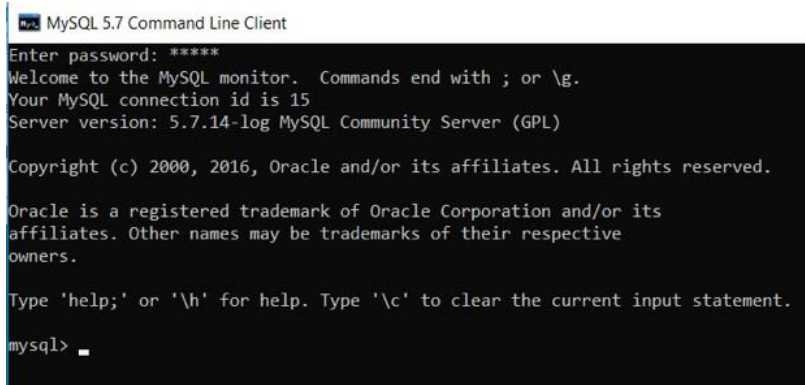 MySQL 5.7 Command Line Client
Enter password: *****
Welcome to the MySQL monitor.  Commands end with ; or \g.
Your MySQL connection id is 15
Server version: 5.7.14-log MySQL Community Server (GPL)
Copyright (c) 2000, 2016, Oracle and/or its affiliates. All rights reserved.
Oracle is a registered trademark of Oracle Corporation and/or its
affiliates. Other names may be trademarks of their respective
owners.
Type 'help;' or '\h' for help. Type '\c' to clear the current input statement.
mysql>